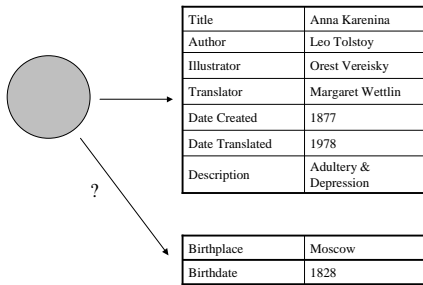 Title Anna Karenina
Author Leo Tolstoy
Illustrator Orest Vereisky
Translator Margaret Wettlin
Date Created 1877
Date Translated 1978
Description Adultery &
Depression
?
Birthplace Moscow
Birthdate 1828